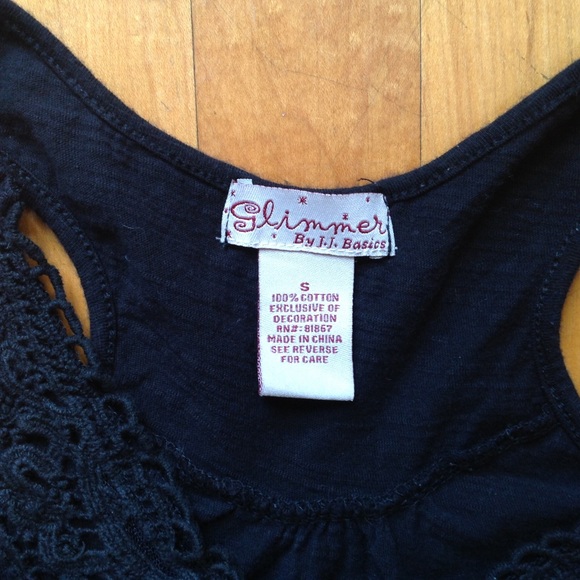 Glimmer
By I.I. Basics
S
100% COTTON
EXCLUSIVE OF
DECORATION
RN#: 81867
MADE IN CHINA
SEE REVERSE
FOR CARE